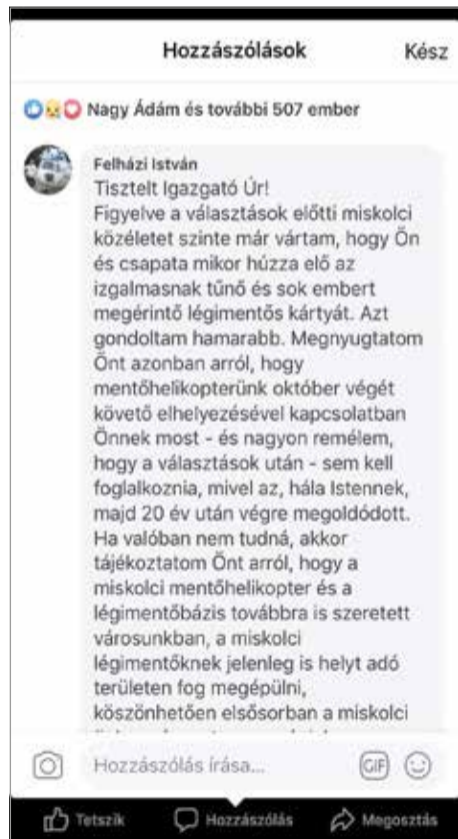 Hozzászólások
Kész
Nagy Ádám és további 507 ember
Felházi István
Tisztelt Igazgató Úr!
Figyelve a választások előtti miskolci
közéletet szinte már vártam, hogy Ön
és csapata mikor húzza elő az
izgalmasnak tűnő és sok embert
megérintő légimentős kártyát. Azt
gondoltam hamarabb. Megnyugtatom
Önt azonban arról, hogy
mentőhelikopterünk október végét
követő elhelyezésével kapcsolatban
Önnek most - és nagyon remélem,
hogy a választások után - sem kell
foglalkoznia, mivel az, hála Istennek,
majd 20 év után végre megoldódott.
Ha valóban nem tudná, akkor
tájékoztatom Önt arról, hogy a
miskolci mentőhelikopter és a
légimentőbázis továbbra is szeretett
városunkban, a miskolci
légimentőknek jelenleg is helyt adó
területen fog megépülni,
köszönhetően elsősorban a miskolci
Hozzászólás írása...
GIF
Tetszik
Hozzászólás
Megosztás